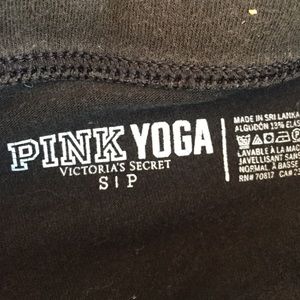 PINK YOGA
VICTORIA'S SECRET
S | P
MADE IN SRI LANKA
ALGODÓN 13% ELAS
LAVABLE À LA MAC
JAVELLISANT SANS
NORMAL À BASSE
RN# 70817 CA#